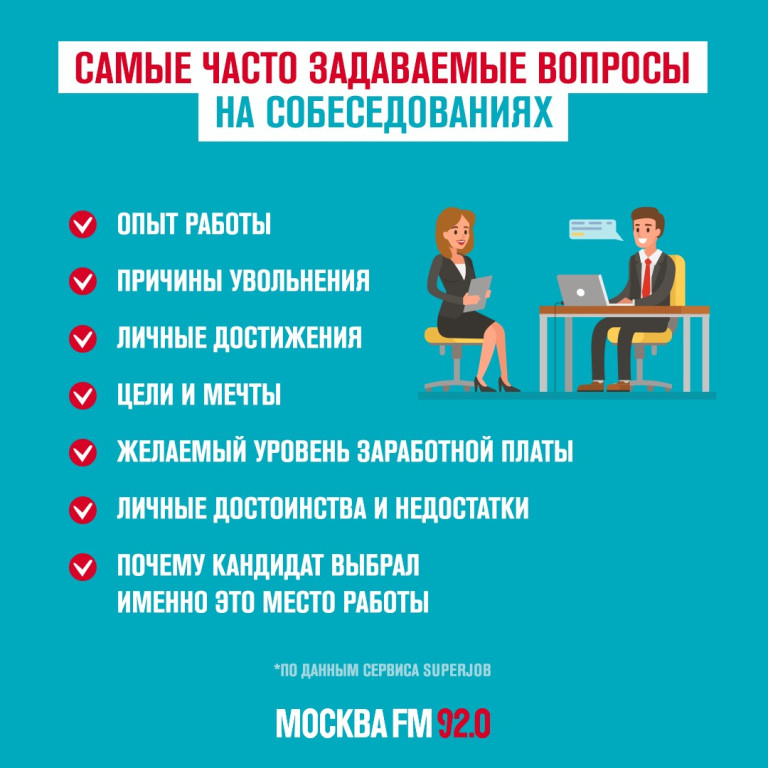 САМЫЕ ЧАСТО ЗАДАВАЕМЫЕ ВОПРОСЫ
НА СОБЕСЕДОВАНИЯХ
ОПЫТ РАБОТЫ
ПРИЧИНЫ УВОЛЬНЕНИЯ
ЛИЧНЫЕ ДОСТИЖЕНИЯ
ЦЕЛИ И МЕЧТЫ
ЖЕЛАЕМЫЙ УРОВЕНЬ ЗАРАБОТНОЙ ПЛАТЫ
ЛИЧНЫЕ ДОСТОИНСТВА И НЕДОСТАТКИ
ПОЧЕМУ КАНДИДАТ ВЫБРАЛ
ИМЕННО ЭТО МЕСТО РАБОТЫ
*ПО ДАННЫМ СЕРВИСА SUPERJOB
МОСКВА FM 92.0